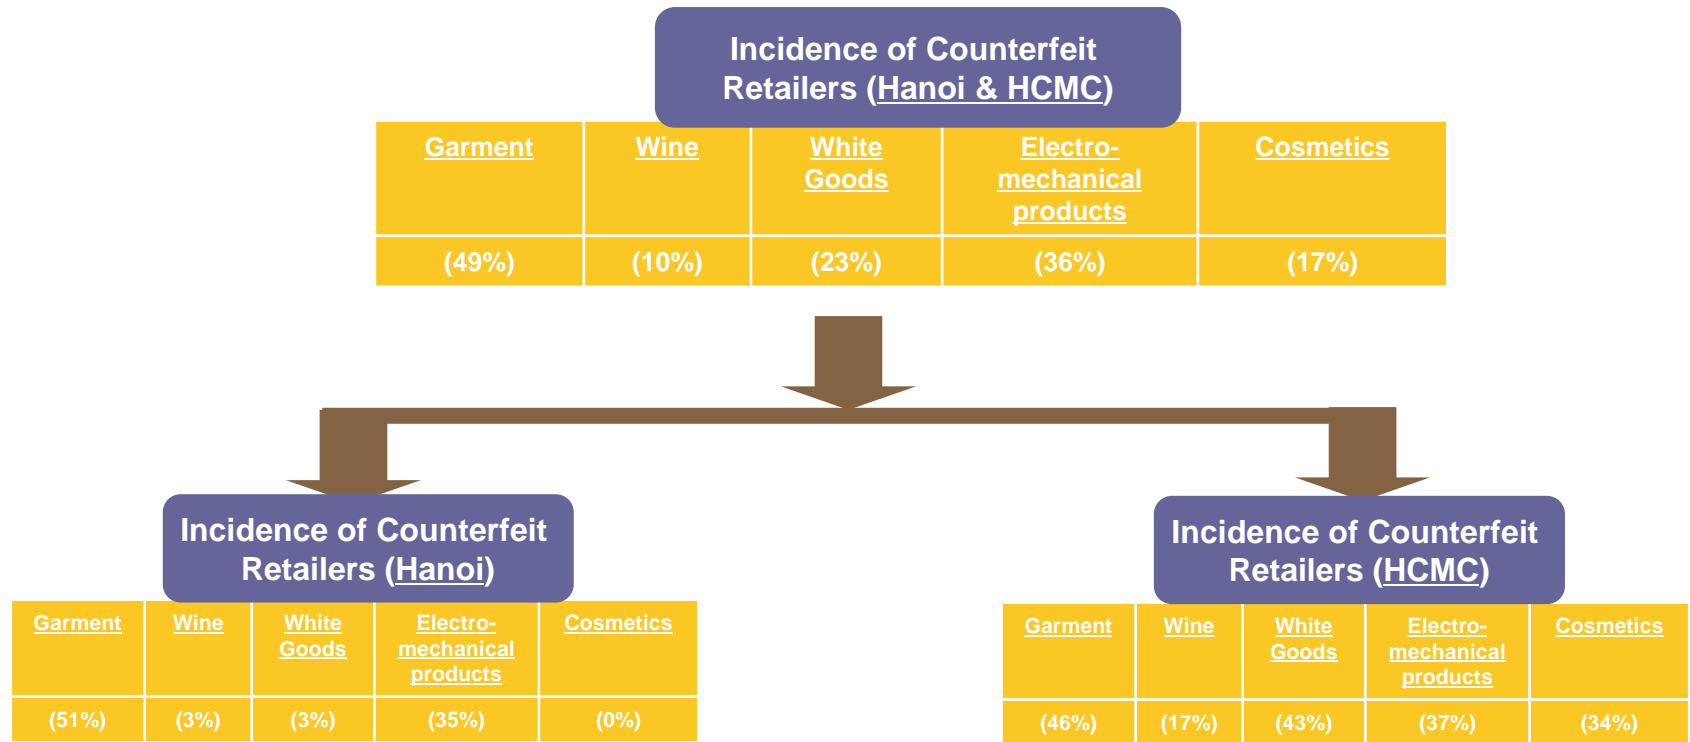 Incidence of Counterfeit
Retailers (Hanoi & HCMC)
Garment Wine White Electro- Cosmetics
Goods mechanical
products
(49%) (10%) (23%) (36%) (17%)
Incidence of Counterfeit
Retailers (Hanoi)
Garment Wine White Electro- Cosmetics
Goods mechanical
products
(51%) (3%) (3%) (35%) (0%)
Incidence of Counterfeit
Retailers (HCMC)
Garment Wine White Electro- Cosmetics
Goods mechanical
products
(46%) (17%) (43%) (37%) (34%)